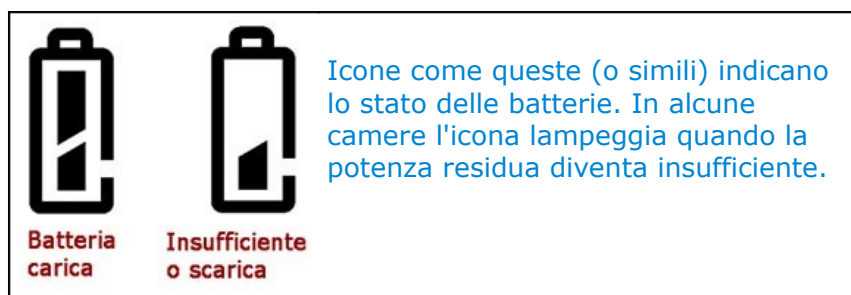 Icone come queste (o simili) indicano
lo stato delle batterie. In alcune
camere l'icona lampeggia quando la
potenza residua diventa insufficiente.
Batteria
carica
Insufficiente
o scarica